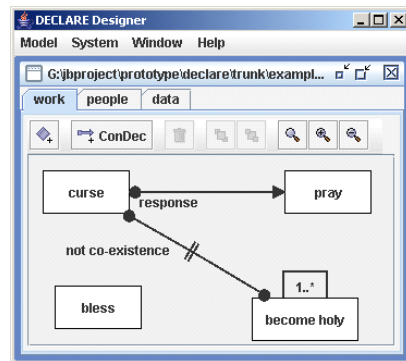 DECLARE Designer
Model System Window Help
G:\jbproject\prototype\declare\trunk\exampl...
work people data
ConDec
curse
response
pray
not co-existence
1..*
bless
become holy